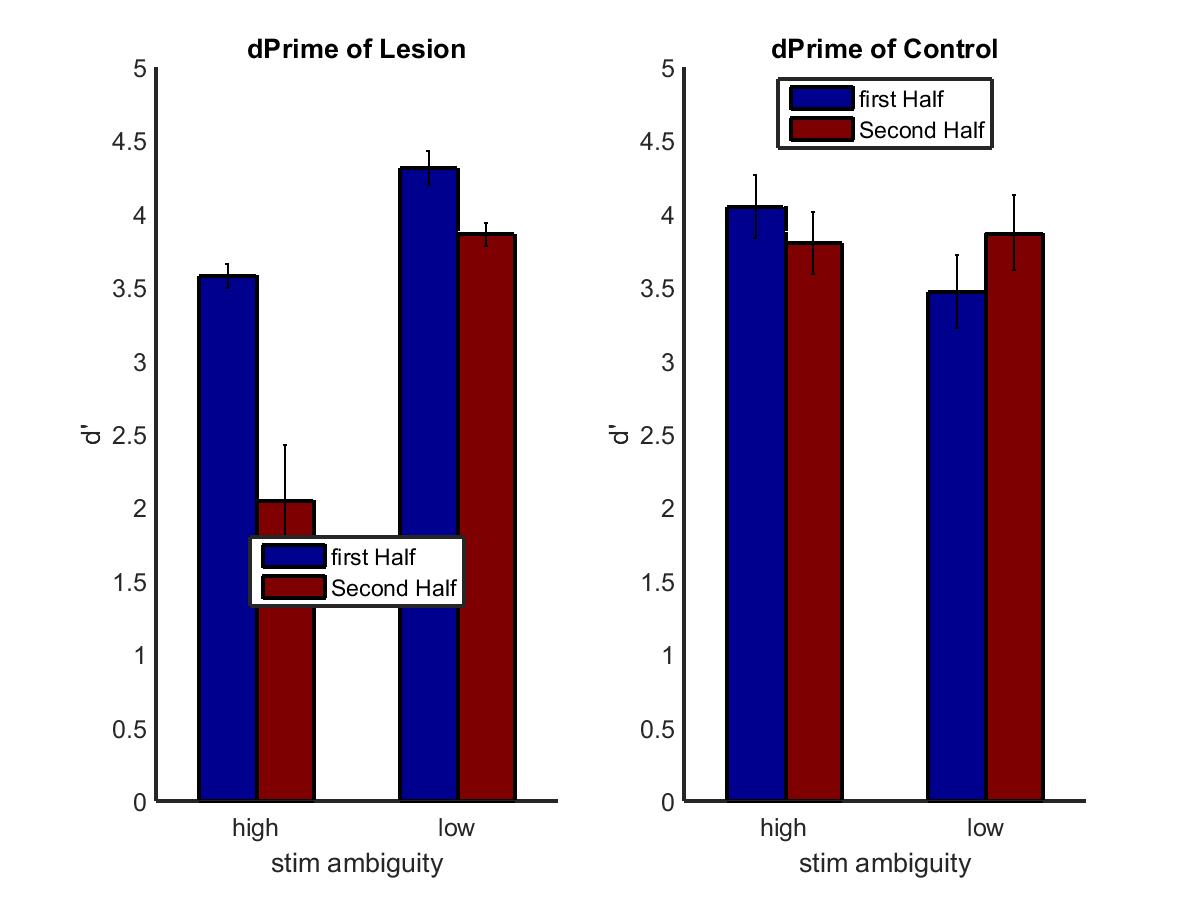 dPrime of Lesion
5
4.5
4
3.5
3
2.5
2
1.5
1
0.5
0
d'
first Half
Second Half
high
low
stim ambiguity
dPrime of Control
5
4.5
4
3.5
3
2.5
2
1.5
1
0.5
0
d'
first Half
Second Half
high
low
stim ambiguity